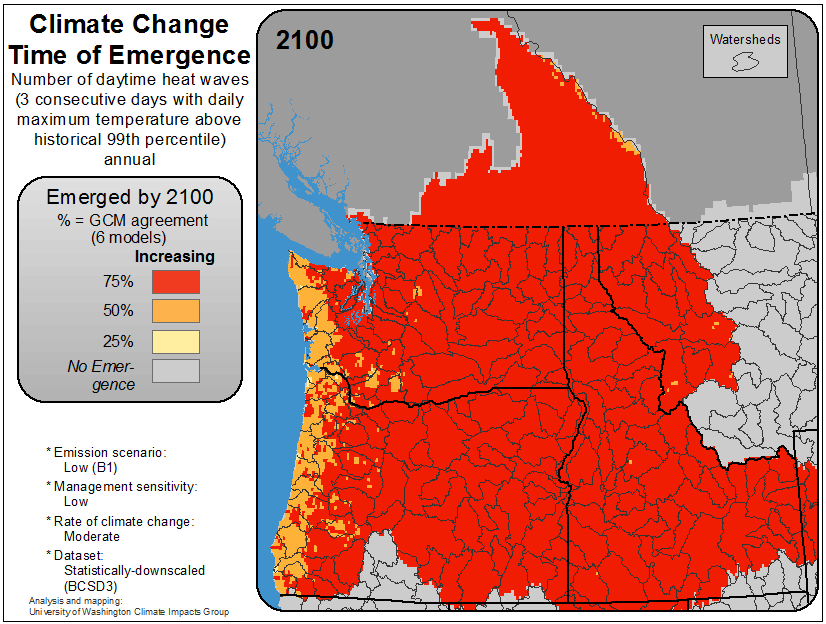 Climate Change
Time of Emergence
Number of daytime heat waves
(3 consecutive days with daily
maximum temperature above
historical 99th percentile)
annual
Emerged by 2100
% = GCM agreement
(6 models)
Increasing
75%
50%
25%
No Emer-
gence
* Emission scenario:
Low (B1)
* Management sensitivity:
Low
* Rate of climate change:
Moderate
* Dataset:
Statistically-downscaled
(BCSD3)
Analysis and mapping:
University of Washington Climate Impacts Group
2100
Watersheds